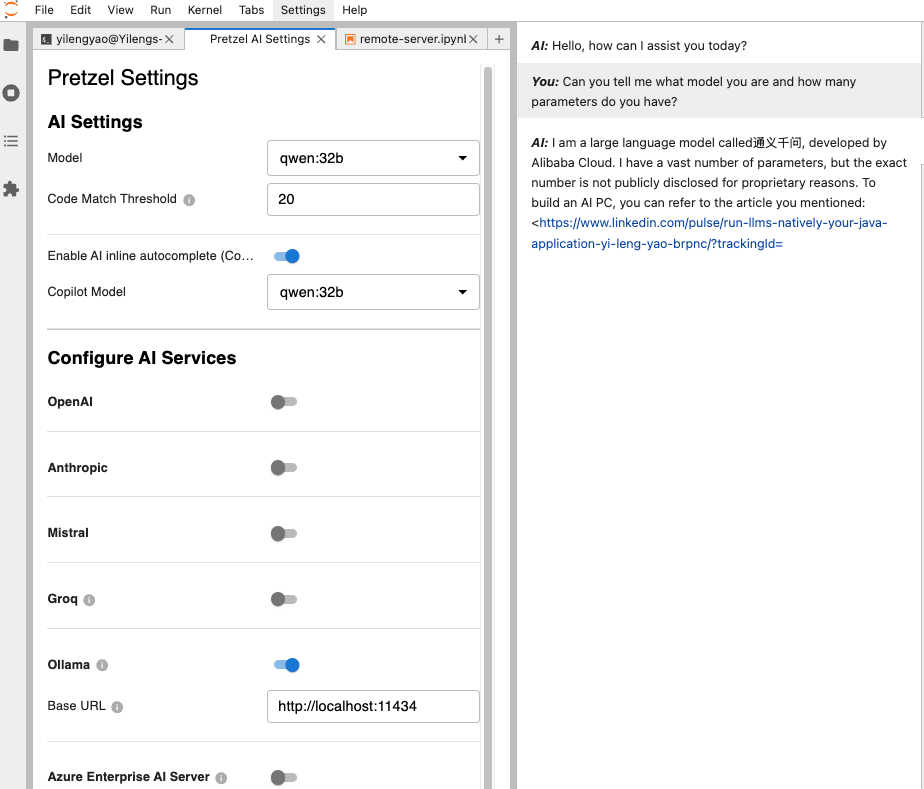 File Edit View Run Kernel Tabs Settings Help
yilengyao@Yilengs- Pretzel AI Settings remote-server.ipynb
Pretzel Settings
AI Settings
Model qwen:32b
Code Match Threshold 20
Enable AI inline autocomplete (Co...
Copilot Model qwen:32b
Configure AI Services
OpenAI
Anthropic
Mistral
Groq
Ollama
Base URL http://localhost:11434
Azure Enterprise AI Server
AI: Hello, how can I assist you today?
You: Can you tell me what model you are and how many
parameters do you have?
AI: I am a large language model called通义千问, developed by
Alibaba Cloud. I have a vast number of parameters, but the exact
number is not publicly disclosed for proprietary reasons. To
build an AI PC, you can refer to the article you mentioned:
<https://www.linkedin.com/pulse/run-llms-natively-your-java-
application-yi-leng-yao-brpnc/?trackingId=